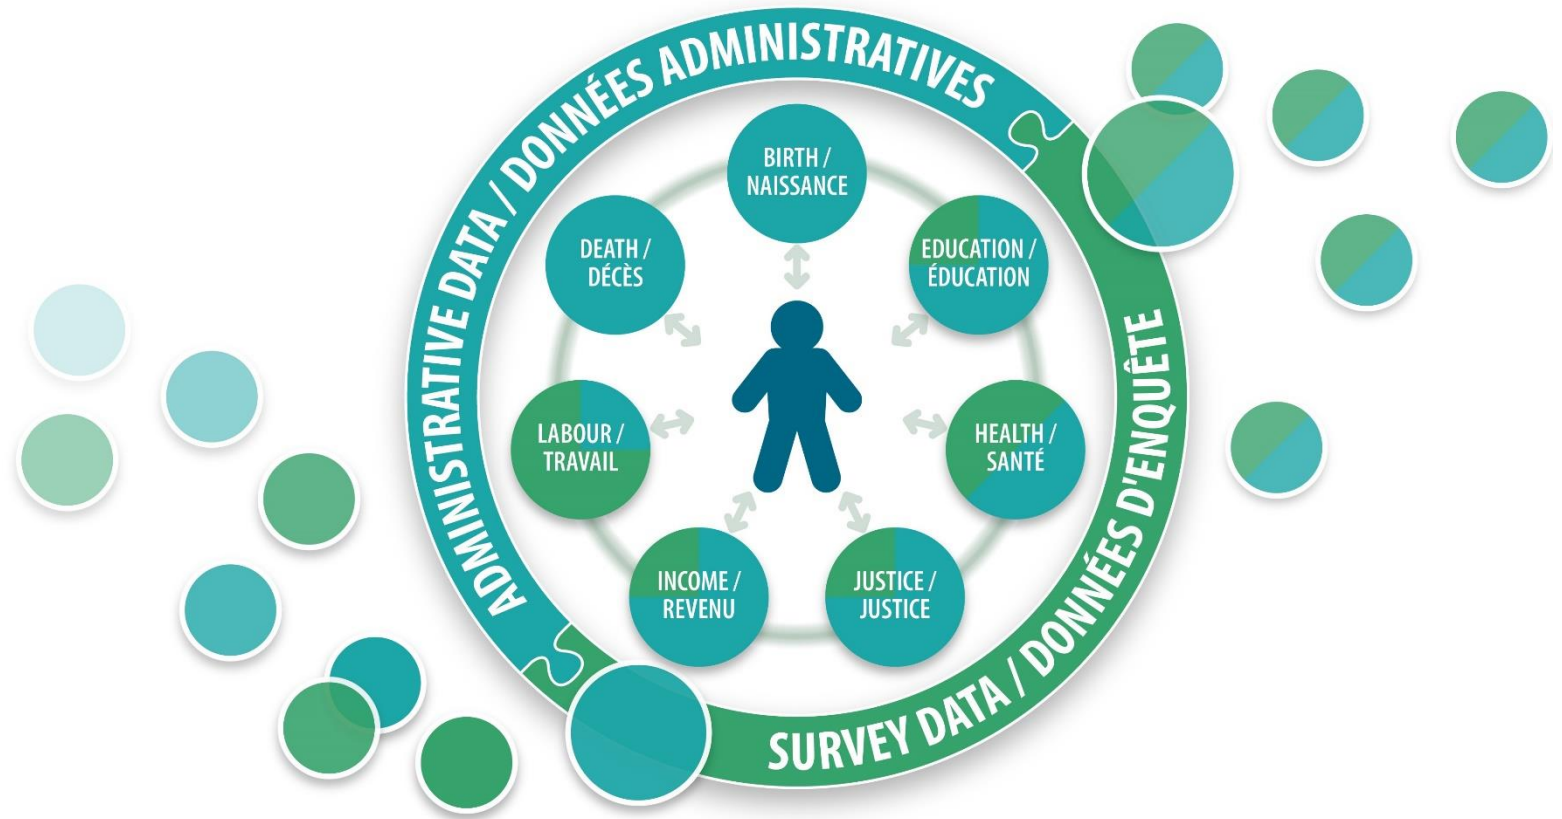 ADMINISTRATIVE DATA / DONNÉES ADMINISTRATIVES
BIRTH /
NAISSANCE
EDUCATION /
ÉDUCATION
HEALTH /
SANTÉ
JUSTICE /
JUSTICE
INCOME /
REVENU
LABOUR /
TRAVAIL
DEATH /
DÉCÈS
SURVEY DATA / DONNÉES D'ENQUÊTE